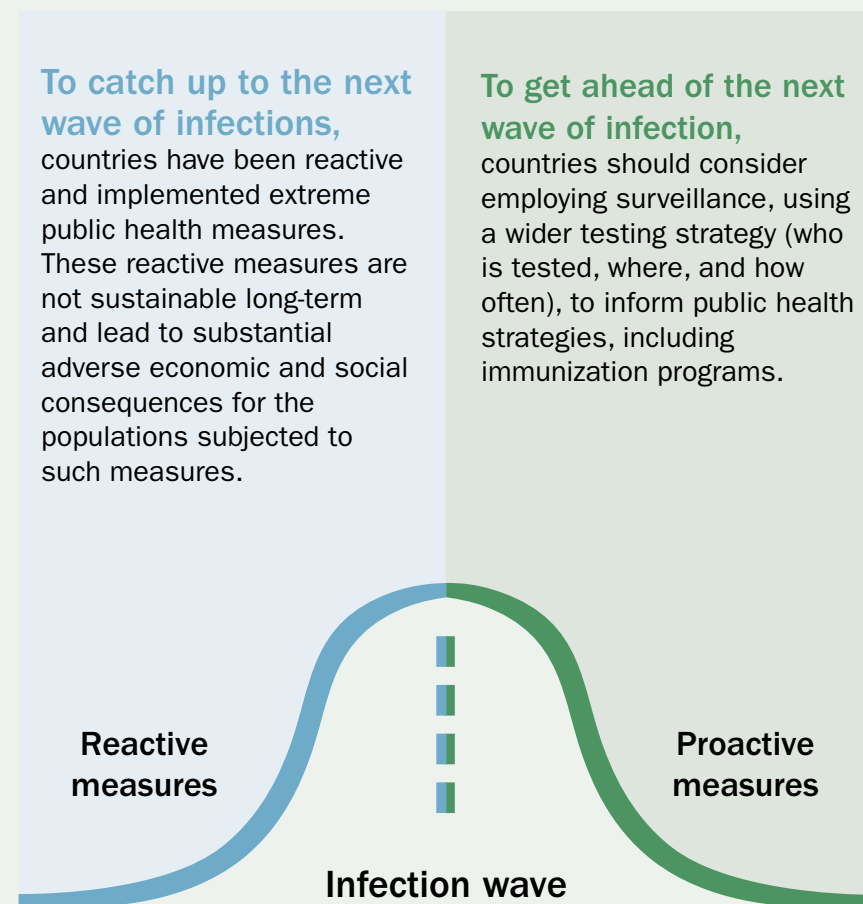 To catch up to the next
wave of infections,
countries have been reactive
and implemented extreme
public health measures.
These reactive measures are
not sustainable long-term
and lead to substantial
adverse economic and social
consequences for the
populations subjected to
such measures.
To get ahead of the next
wave of infection,
countries should consider
employing surveillance, using
a wider testing strategy (who
is tested, where, and how
often), to inform public health
strategies, including
immunization programs.
Reactive
measures
Proactive
measures
Infection wave